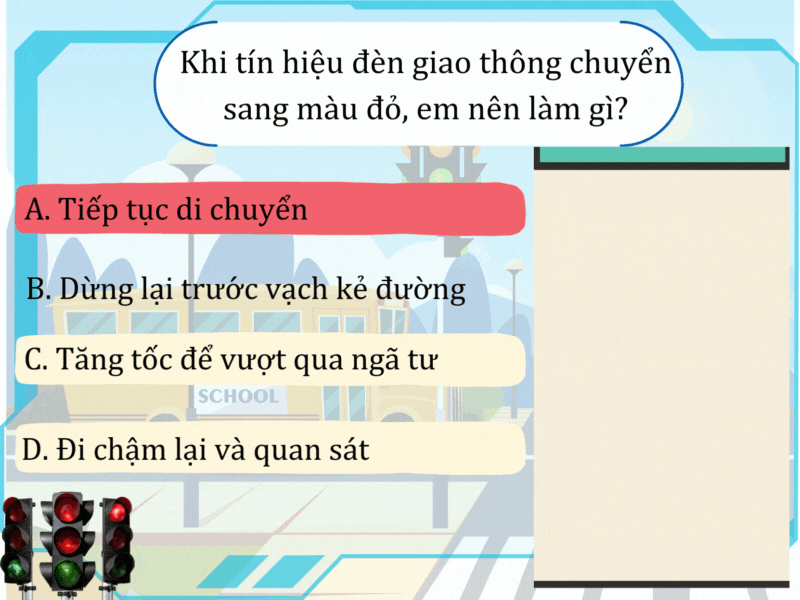 Khi tín hiệu đèn giao thông chuyển
sang màu đỏ, em nên làm gì?
A. Tiếp tục di chuyển
B. Dừng lại trước vạch kẻ đường
C. Tăng tốc để vượt qua ngã tư
SCHOOL
D. Đi chậm lại và quan sát